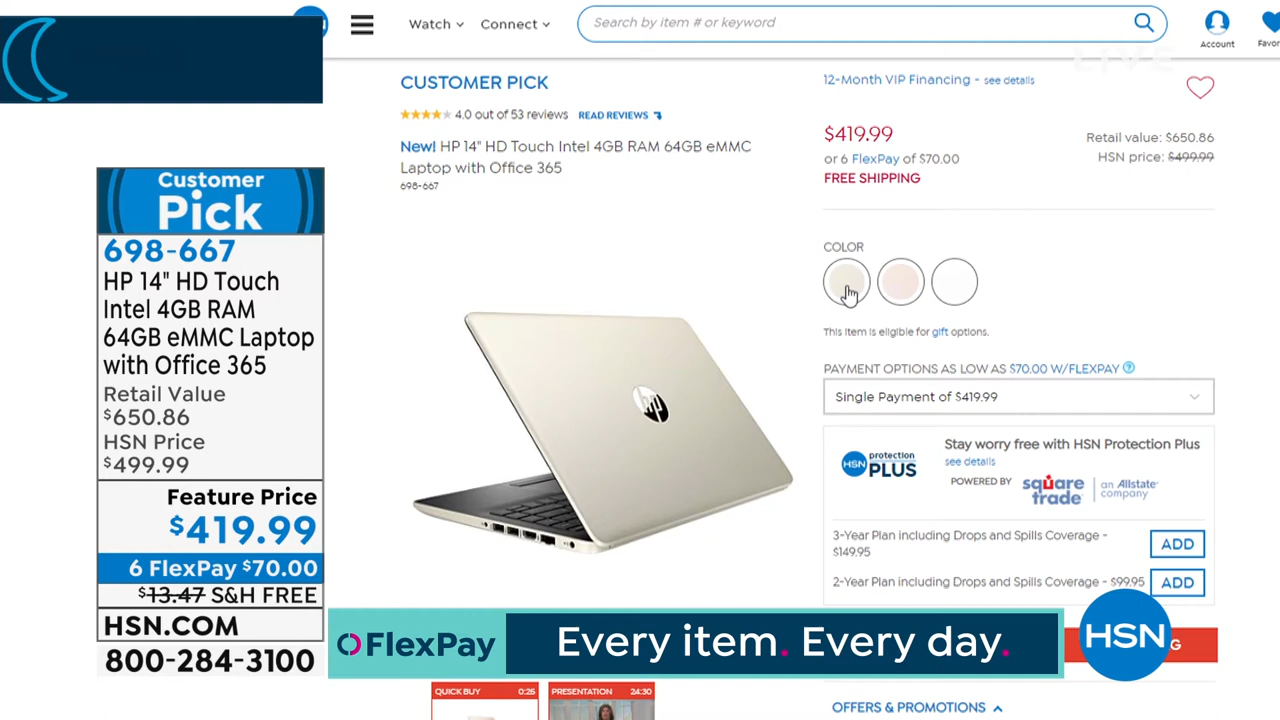 Watch
Connect
Search by item # or keyword
Account
LIVE
CUSTOMER PICK
4.0 out of 53 reviews READ REVIEWS
New! HP 14" HD Touch Intel 4GB RAM 64GB eMMC
Laptop with Office 365
698-667
12-Month VIP Financing - see details
$419.99
or 6 FlexPay of $70.00
FREE SHIPPING
Retail value: $650.86
HSN price: $499.99
COLOR
This item is eligible for gift options.
PAYMENT OPTIONS AS LOW AS $70.00 W/FLEXPAY ?
Single Payment of $419.99
HSN protection PLUS
Stay worry free with HSN Protection Plus
see details
POWERED BY square trade an Allstate company
3-Year Plan including Drops and Spills Coverage -
$149.95
ADD
2-Year Plan including Drops and Spills Coverage - $99.95
ADD
Customer
Pick
698-667
HP 14" HD Touch
Intel 4GB RAM
64GB eMMC Laptop
with Office 365
Retail Value
$650.86
HSN Price
$499.99
Feature Price
$419.99
6 FlexPay $70.00
$13.47 S&H FREE
HSN.COM
800-284-3100
hp
FlexPay
Every item. Every day.
HSN
QUICK BUY 0:25
PRESENTATION 24:30
OFFERS & PROMOTIONS